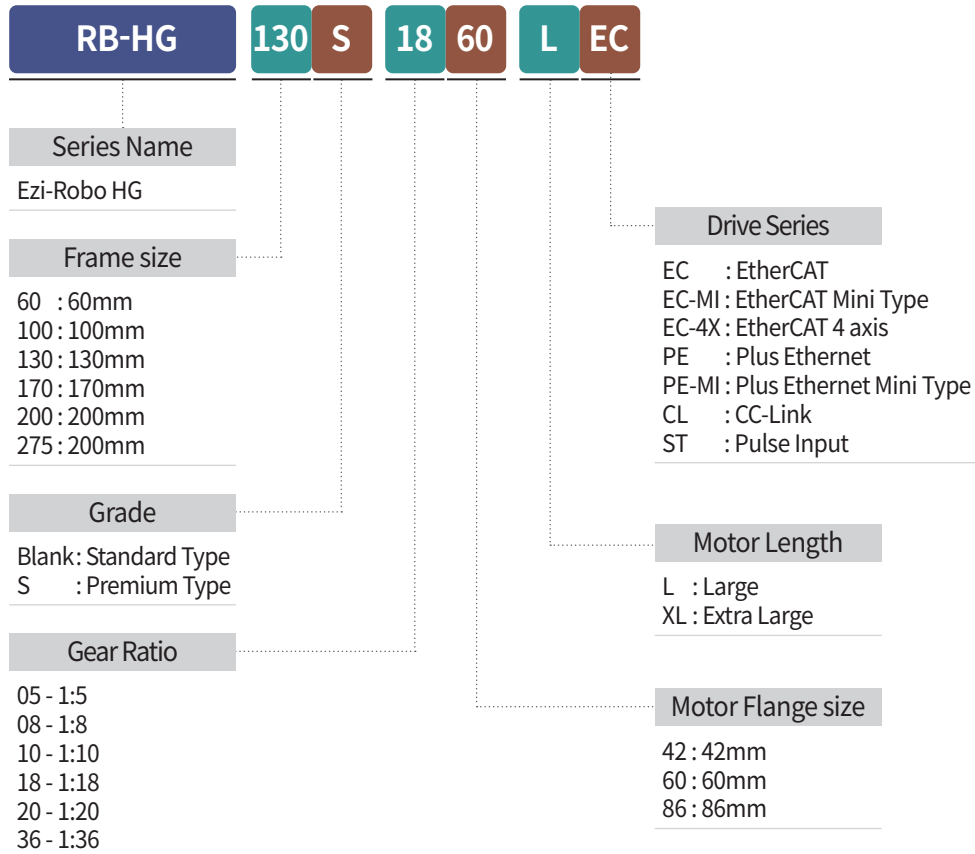 RB-HG 130 S 18 60 L EC
Series Name
Ezi-Robo HG
Frame size
60 : 60mm
100 : 100mm
130 : 130mm
170 : 170mm
200 : 200mm
275 : 200mm
Grade
Blank : Standard Type
S : Premium Type
Gear Ratio
05 - 1:5
08 - 1:8
10 - 1:10
18 - 1:18
20 - 1:20
36 - 1:36
Drive Series
EC : EtherCAT
EC-MI : EtherCAT Mini Type
EC-4X : EtherCAT 4 axis
PE : Plus Ethernet
PE-MI : Plus Ethernet Mini Type
CL : CC-Link
ST : Pulse Input
Motor Length
L : Large
XL : Extra Large
Motor Flange size
42 : 42mm
60 : 60mm
86 : 86mm